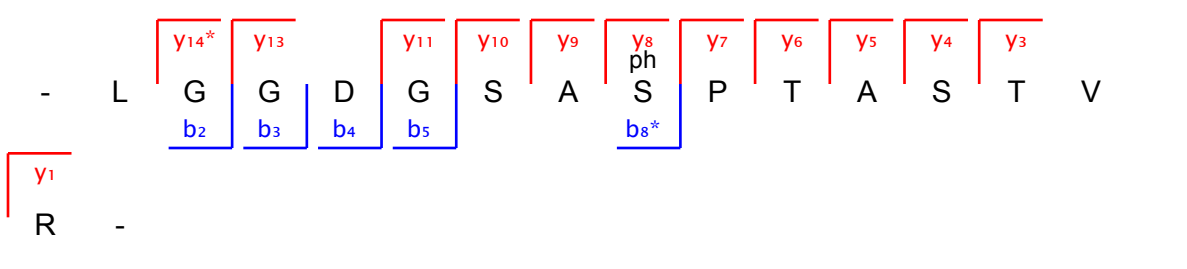 y14* y13 y11 y10 y9 y8 y7 y6 y5 y4 y3
ph
- L G G D G S A S P T A S T V
b2 b3 b4 b5 b8*
y1
R -